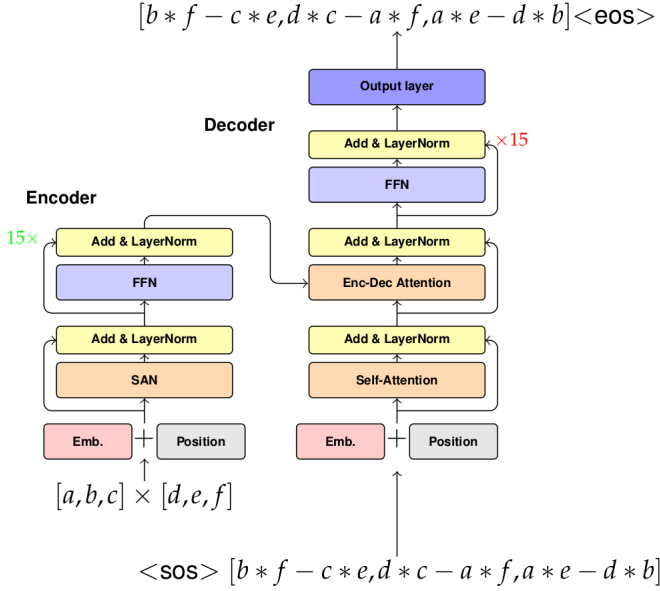 [b ∗ f − c ∗ e,d ∗ c − a ∗ f,a ∗ e − d ∗ b]<eos>
Output layer
Decoder
Add & LayerNorm
×15
FFN
Encoder
15×
Add & LayerNorm
Add & LayerNorm
FFN
Enc-Dec Attention
Add & LayerNorm
Add & LayerNorm
SAN
Self-Attention
Emb.
+
Position
Emb.
+
Position
[a,b,c] × [d,e,f]
<sos> [b ∗ f − c ∗ e,d ∗ c − a ∗ f,a ∗ e − d ∗ b]